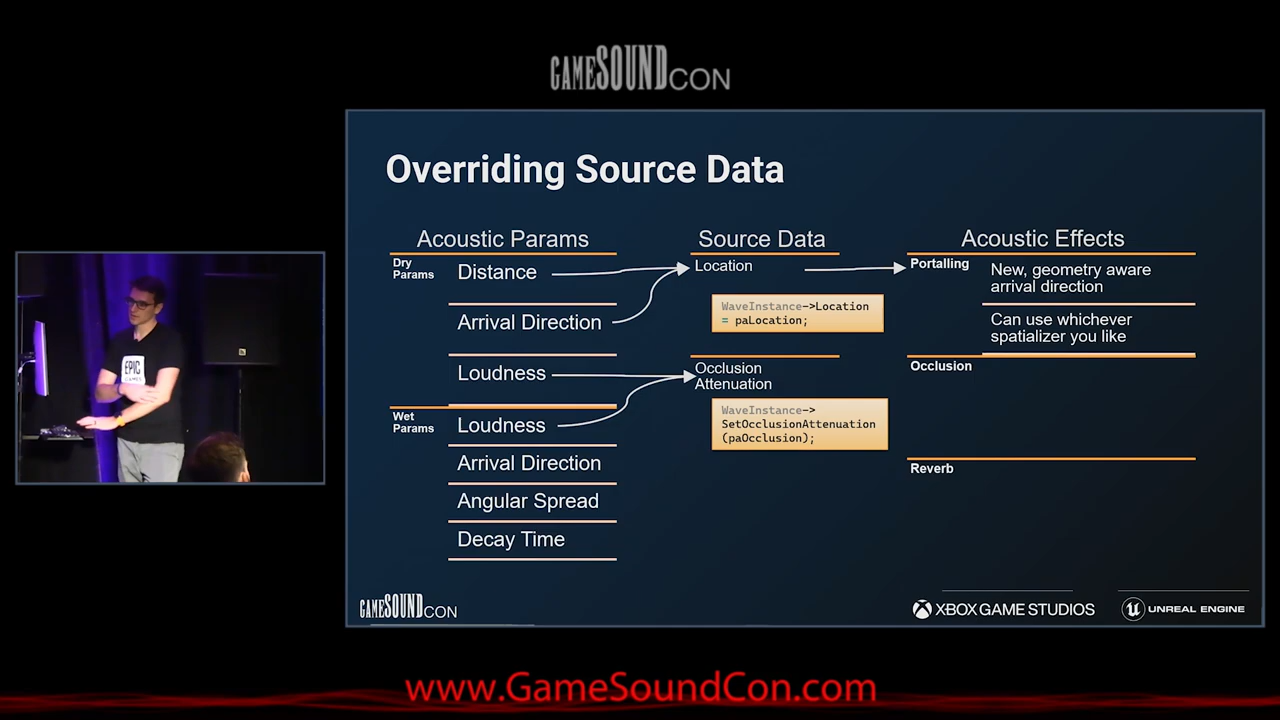 GAMESOUNDCON
Overriding Source Data
Acoustic Params
Source Data
Acoustic Effects
Dry
Params
Distance
Arrival Direction
Loudness
Wet
Params
Loudness
Arrival Direction
Angular Spread
Decay Time
Location
WaveInstance->Location
= paLocation;
Occlusion
Attenuation
WaveInstance->
SetOcclusionAttenuation
(paOcclusion);
Portalling
New, geometry aware
arrival direction
Can use whichever
spatializer you like
Occlusion
Reverb
EPIC
GAMES
GAMESOUNDCON
XBOX GAME STUDIOS
UNREAL ENGINE
www.GameSoundCon.com